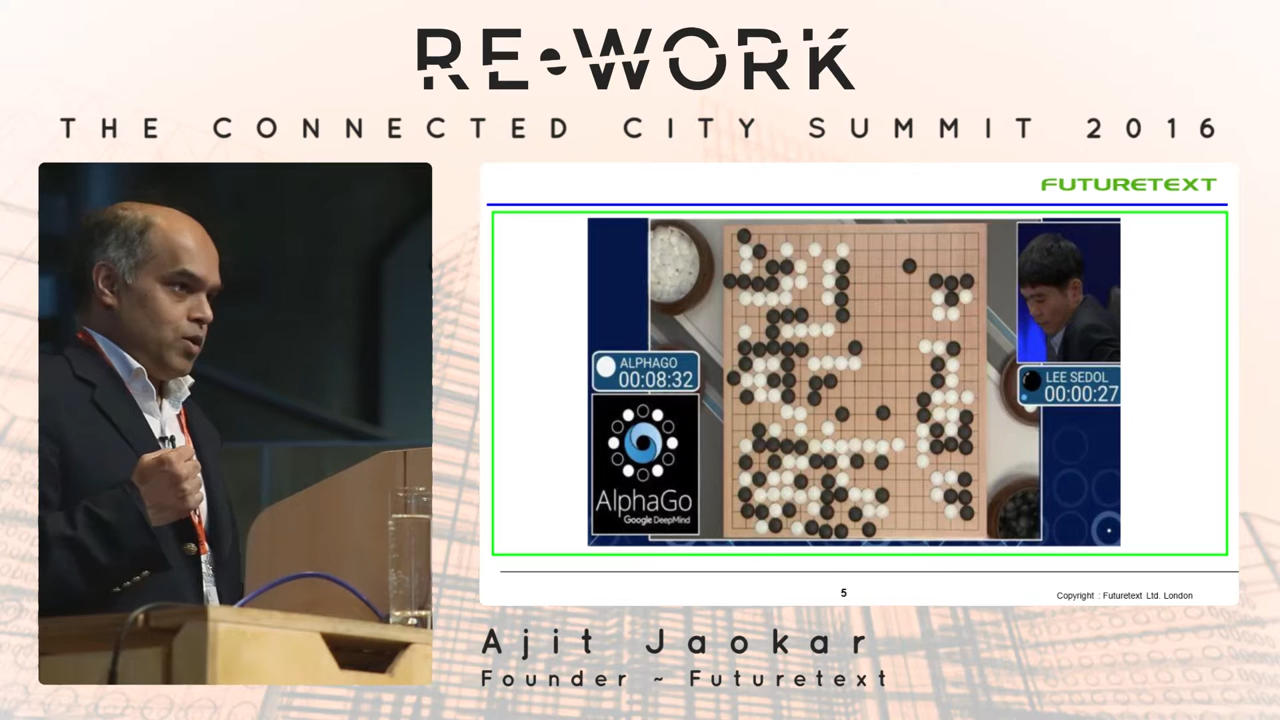 RE•WORK
THE CONNECTED CITY SUMMIT 2016
FUTURETEXT
ALPHAGO
00:08:32
LEE SEDOL
00:00:27
AlphaGo
Google DeepMind
5
Copyright : Futuretext Ltd. London
Ajit Jaokar
Founder ~ Futuretext